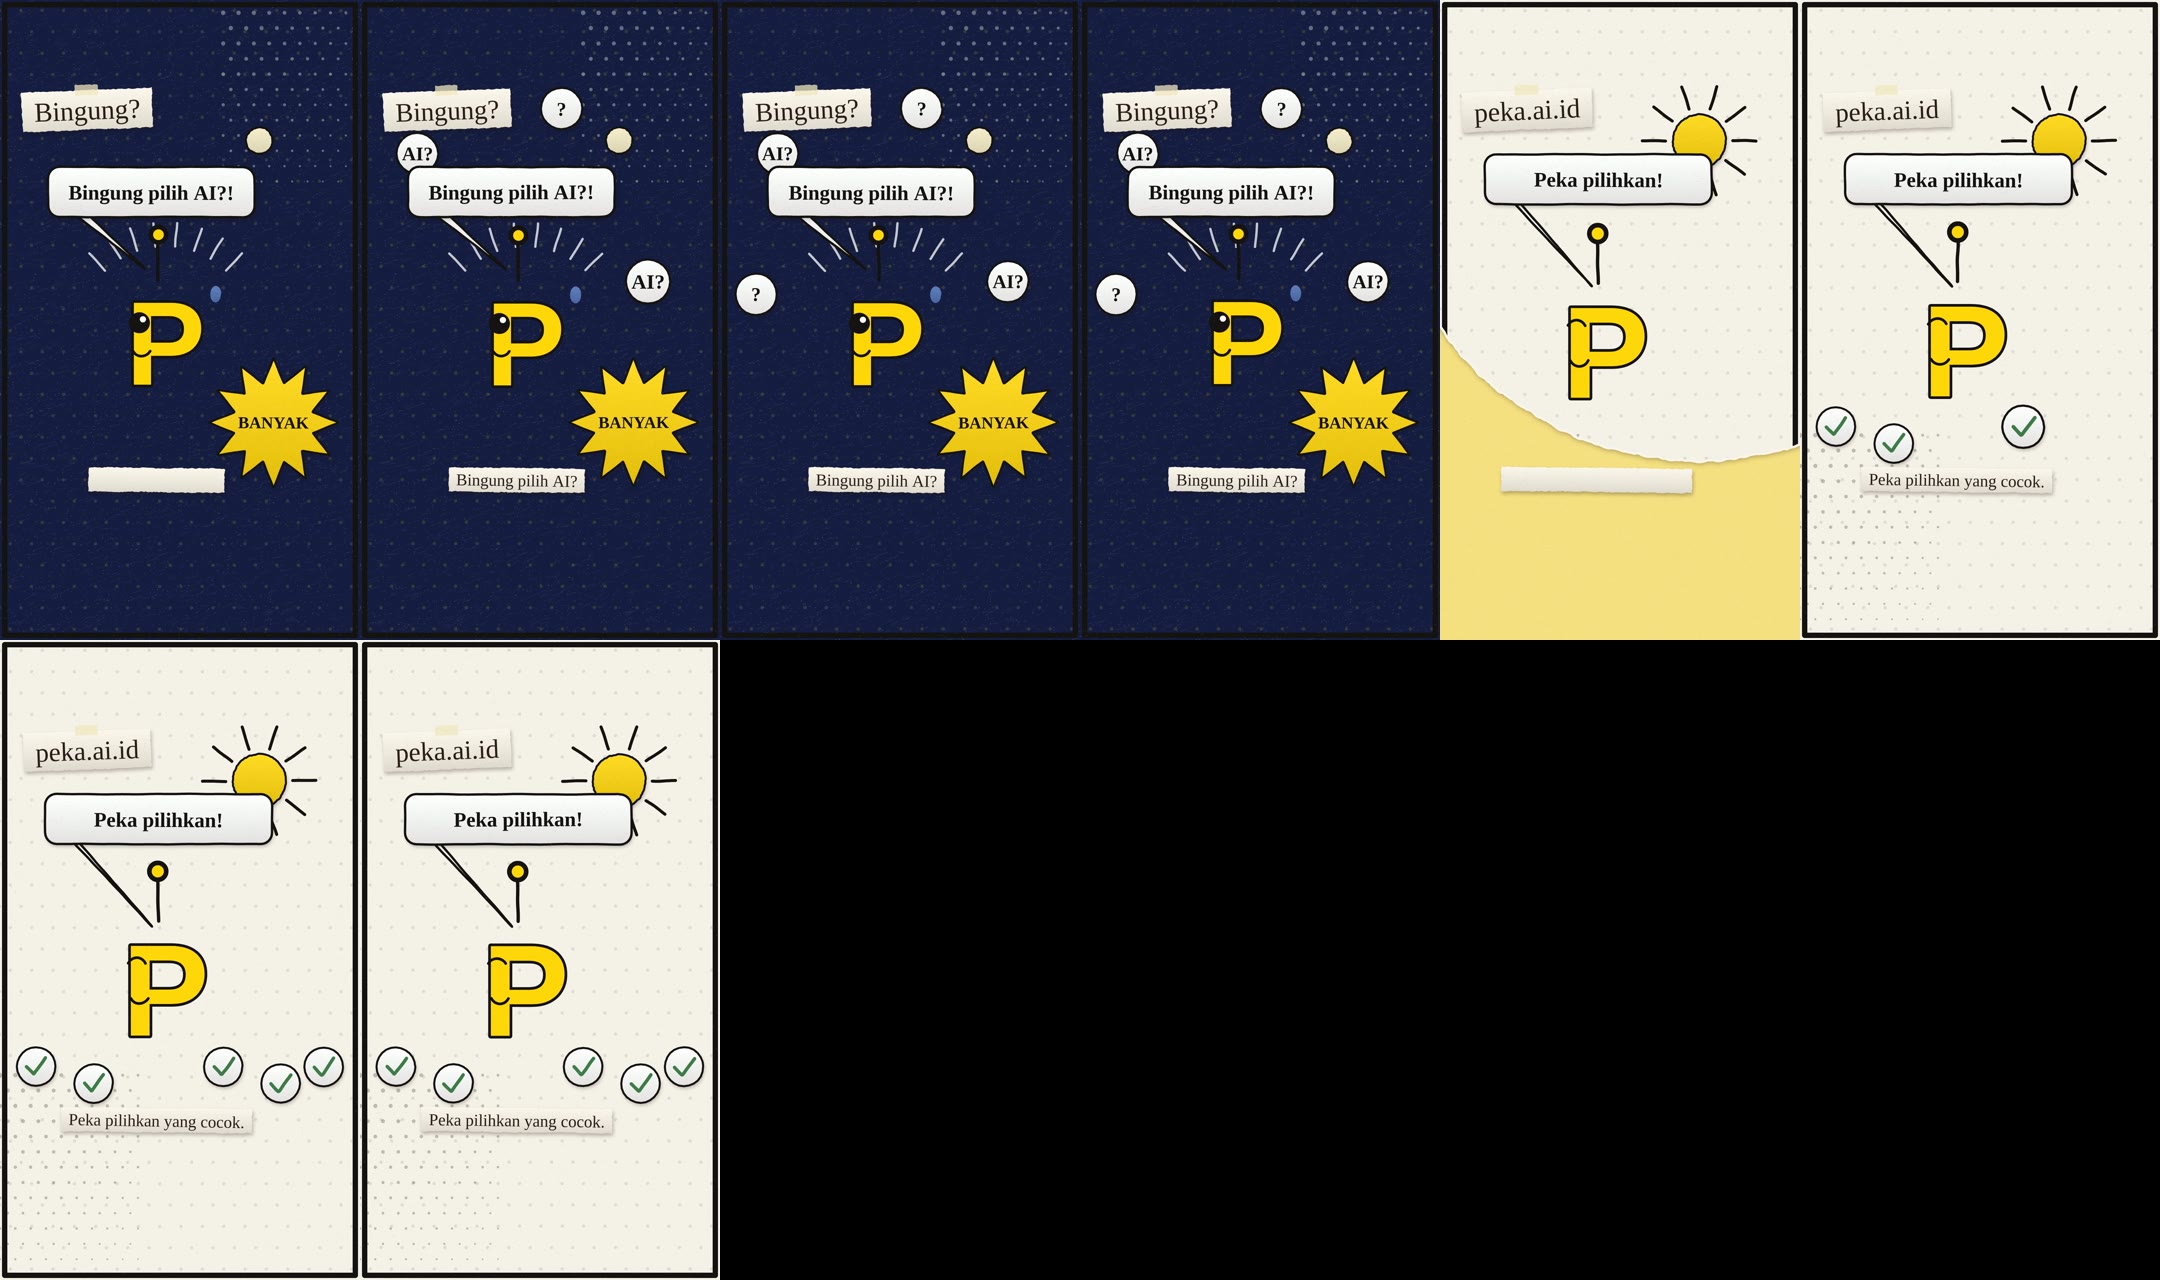 Bingung?
Bingung pilih AI?!
P
BANYAK
Bingung?
?
AI?
Bingung pilih AI?!
AI?
P
BANYAK
Bingung pilih AI?
Bingung?
?
AI?
Bingung pilih AI?!
?
AI?
P
BANYAK
Bingung pilih AI?
Bingung?
?
AI?
Bingung pilih AI?!
?
AI?
P
BANYAK
Bingung pilih AI?
peka.ai.id
Peka pilihkan!
P
peka.ai.id
Peka pilihkan!
P
Peka pilihkan yang cocok.
peka.ai.id
Peka pilihkan!
P
Peka pilihkan yang cocok.
peka.ai.id
Peka pilihkan!
P
Peka pilihkan yang cocok.